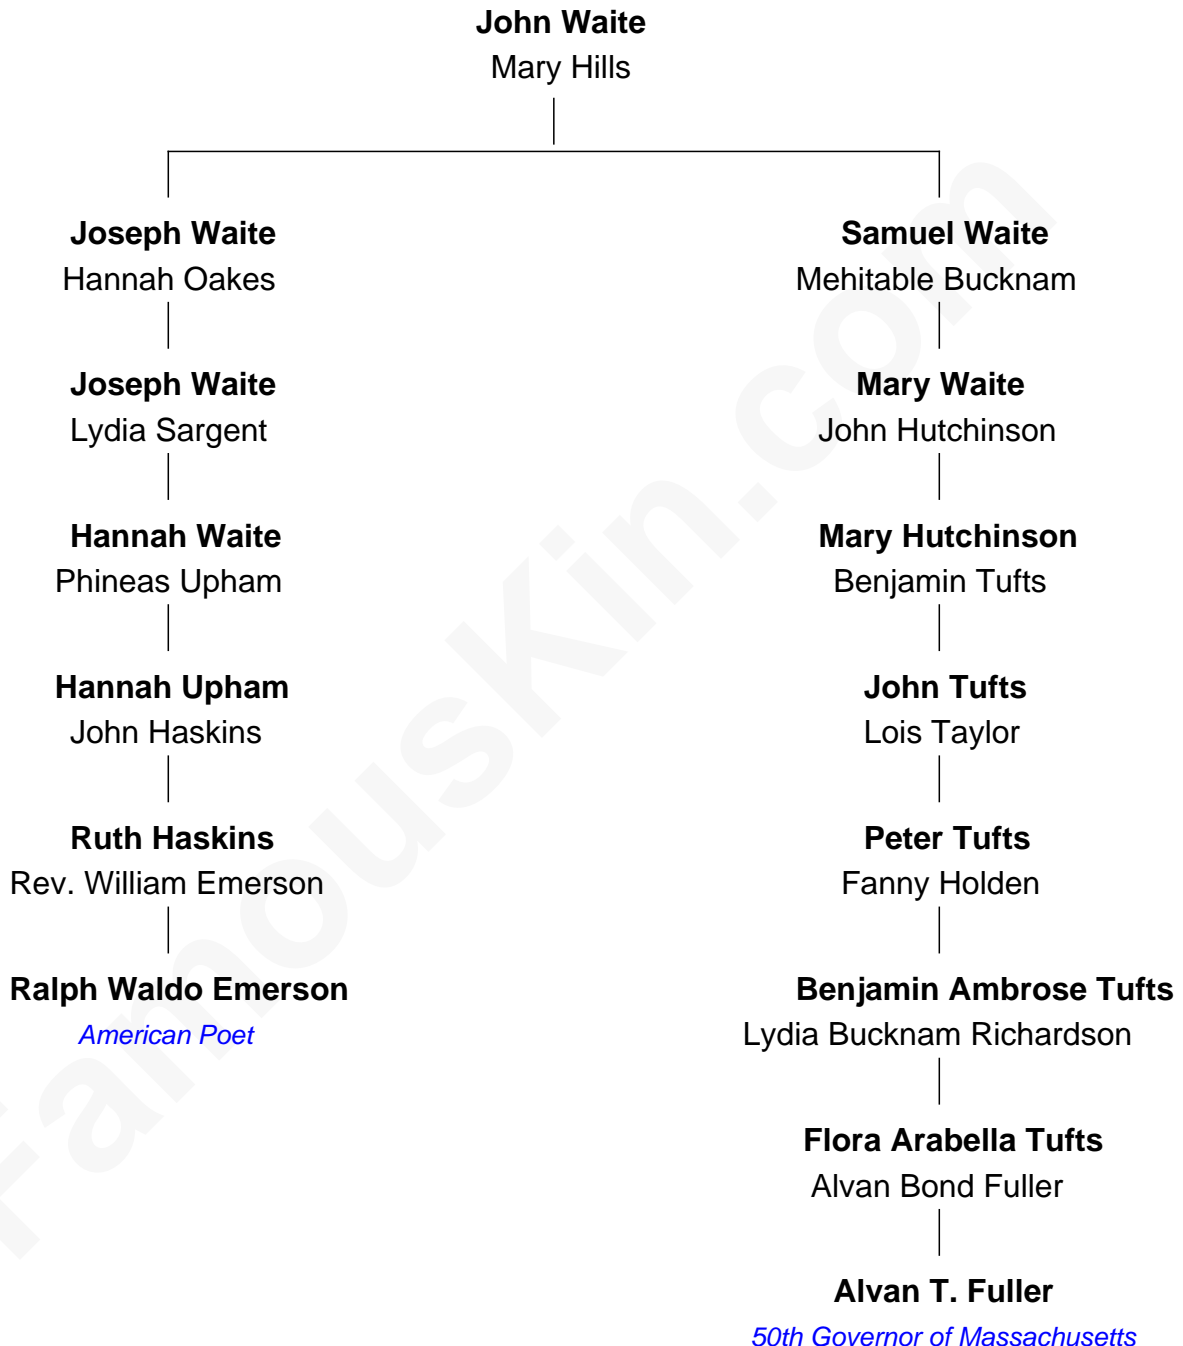 John Waite
Mary Hills
Joseph Waite
Hannah Oakes
Samuel Waite
Mehitable Bucknam
Joseph Waite
Lydia Sargent
Mary Waite
John Hutchinson
Hannah Waite
Phineas Upham
Mary Hutchinson
Benjamin Tufts
Hannah Upham
John Haskins
John Tufts
Lois Taylor
Ruth Haskins
Rev. William Emerson
Peter Tufts
Fanny Holden
Ralph Waldo Emerson
American Poet
Benjamin Ambrose Tufts
Lydia Bucknam Richardson
Flora Arabella Tufts
Alvan Bond Fuller
Alvan T. Fuller
50th Governor of Massachusetts
FamousKin.com